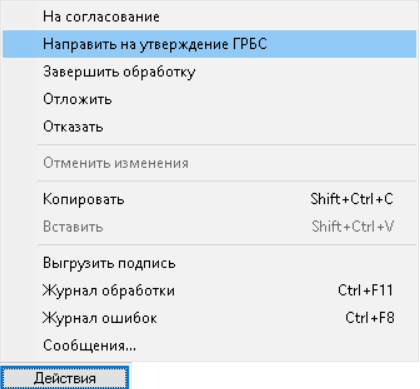 На согласование
Направить на утверждение ГРБС
Завершить обработку
Отложить
Отказать
Отменить изменения
Копировать Shift+Ctrl+C
Вставить Shift+Ctrl+V
Выгрузить подпись
Журнал обработки Ctrl+F11
Журнал ошибок Ctrl+F8
Сообщения...
Действия